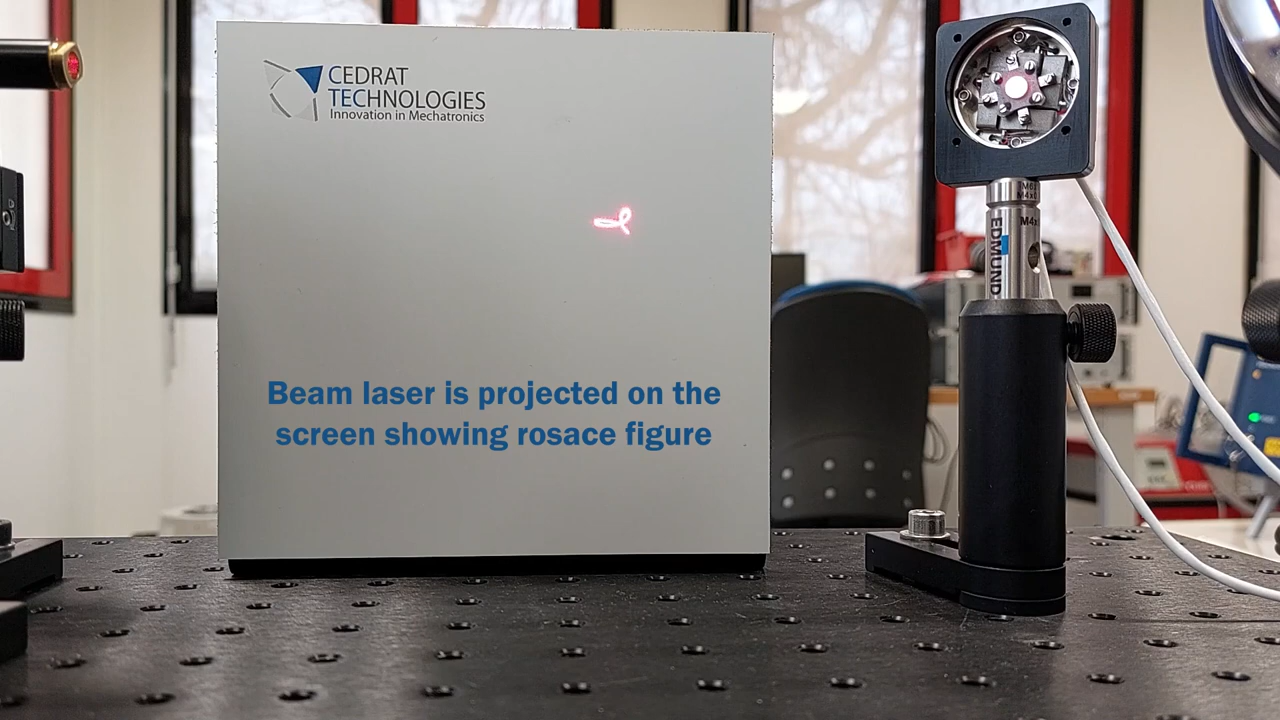 CEDRAT
TECHNOLOGIES
Innovation in Mechatronics
Beam laser is projected on the
screen showing rosace figure
EDMUND